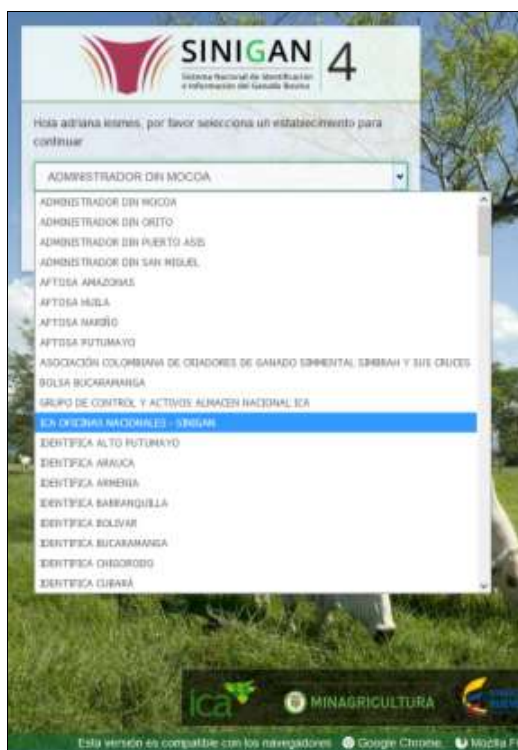 SINIGAN 4
Sistema Nacional de Identificación
e Información del Ganado Bovino
Hola adriana lesmes, por favor selecciona un establecimiento para
continuar
ADMINISTRADOR DIN MOCOA
ADMINISTRADOR DIN MOCOA
ADMINISTRADOR DIN ORITO
ADMINISTRADOR DIN PUERTO ASIS
ADMINISTRADOR DIN SAN MIGUEL
AFTOSA AMAZONAS
AFTOSA HUILA
AFTOSA NARIÑO
AFTOSA PUTUMAYO
ASOCIACIÓN COLOMBIANA DE CRIADORES DE GANADO SIMMENTAL SIMBRAH Y SUS CRUCES
BOLSA BUCARAMANGA
GRUPO DE CONTROL Y ACTIVOS ALMACEN NACIONAL ICA
ICA OFICINAS NACIONALES - SINIGAN
IDENTIFICA ALTO PUTUMAYO
IDENTIFICA ARAUCA
IDENTIFICA ARMENIA
IDENTIFICA BARRANQUILLA
IDENTIFICA BOLIVAR
IDENTIFICA BUCARAMANGA
IDENTIFICA CHIGORODO
IDENTIFICA CUBARÁ
ica
MINAGRICULTURA
Esta versión es compatible con los navegadores Google Chrome Mozilla Fi